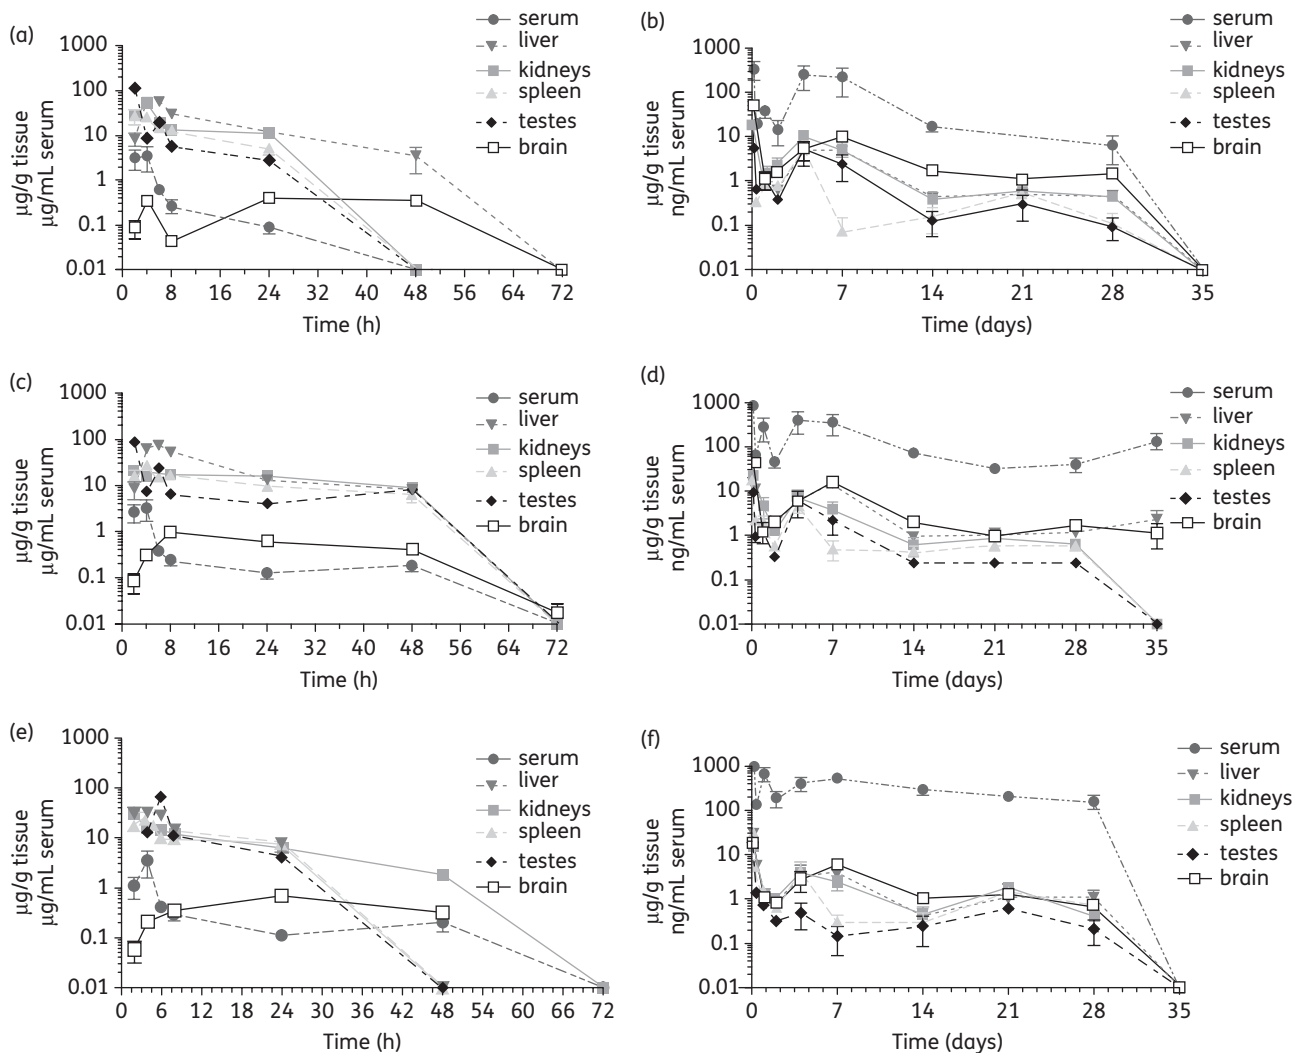 (a)
serum
liver
kidneys
spleen
testes
brain
µg/g tissue
µg/mL serum
1000
100
10
1
0.1
0.01
0 8 16 24 32 40 48 56 64 72
Time (h)
(b)
serum
liver
kidneys
spleen
testes
brain
µg/g tissue
ng/mL serum
1000
100
10
1
0.1
0.01
0 7 14 21 28 35
Time (days)
(c)
serum
liver
kidneys
spleen
testes
brain
µg/g tissue
µg/mL serum
1000
100
10
1
0.1
0.01
0 8 16 24 32 40 48 56 64 72
Time (h)
(d)
serum
liver
kidneys
spleen
testes
brain
µg/g tissue
ng/mL serum
1000
100
10
1
0.1
0.01
0 7 14 21 28 35
Time (days)
(e)
serum
liver
kidneys
spleen
testes
brain
µg/g tissue
µg/mL serum
1000
100
10
1
0.1
0.01
0 6 12 18 24 30 36 42 48 54 60 66 72
Time (h)
(f)
serum
liver
kidneys
spleen
testes
brain
µg/g tissue
ng/mL serum
1000
100
10
1
0.1
0.01
0 7 14 21 28 35
Time (days)